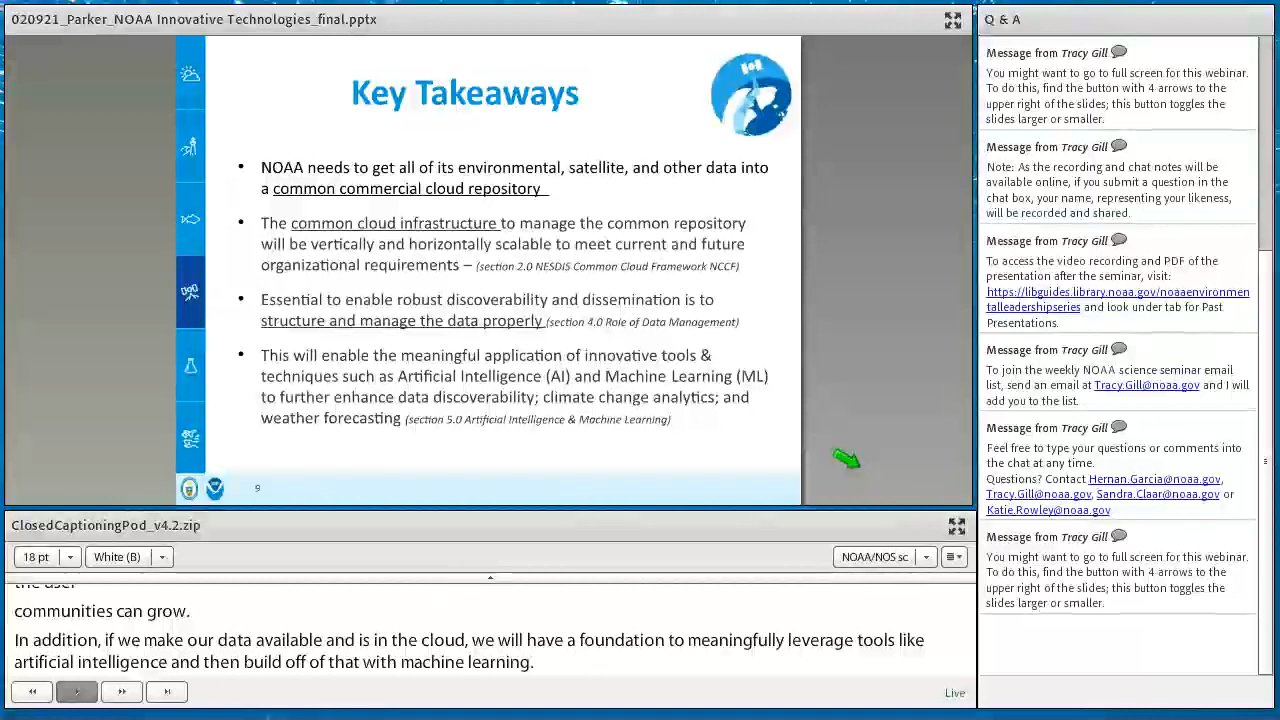 020921_Parker_NOAA Innovative Technologies_final.pptx
Key Takeaways
• NOAA needs to get all of its environmental, satellite, and other data into
a common commercial cloud repository
• The common cloud infrastructure to manage the common repository
will be vertically and horizontally scalable to meet current and future
organizational requirements – (section 2.0 NESDIS Common Cloud Framework NCCF)
• Essential to enable robust discoverability and dissemination is to
structure and manage the data properly (section 4.0 Role of Data Management)
• This will enable the meaningful application of innovative tools &
techniques such as Artificial Intelligence (AI) and Machine Learning (ML)
to further enhance data discoverability; climate change analytics; and
weather forecasting (section 5.0 Artificial Intelligence & Machine Learning)
9
ClosedCaptioningPod_v4.2.zip
18 pt
White (B)
NOAA/NOS sc
the user
communities can grow.
In addition, if we make our data available and is in the cloud, we will have a foundation to meaningfully leverage tools like
artificial intelligence and then build off of that with machine learning.
Live
Q & A
Message from Tracy Gill
You might want to go to full screen for this webinar.
To do this, find the button with 4 arrows to the
upper right of the slides; this button toggles the
slides larger or smaller.
Message from Tracy Gill
Note: As the recording and chat notes will be
available online, if you submit a question in the
chat box, your name, representing your likeness,
will be recorded and shared.
Message from Tracy Gill
To access the video recording and PDF of the
presentation after the seminar, visit:
https://libguides.library.noaa.gov/noaaenvironmen
talleadershipseries and look under tab for Past
Presentations.
Message from Tracy Gill
To join the weekly NOAA science seminar email
list, send an email at Tracy.Gill@noaa.gov and I will
add you to the list.
Message from Tracy Gill
Feel free to type your questions or comments into
the chat at any time.
Questions? Contact Hernan.Garcia@noaa.gov,
Tracy.Gill@noaa.gov, Sandra.Claar@noaa.gov or
Katie.Rowley@noaa.gov
Message from Tracy Gill
You might want to go to full screen for this webinar.
To do this, find the button with 4 arrows to the
upper right of the slides; this button toggles the
slides larger or smaller.